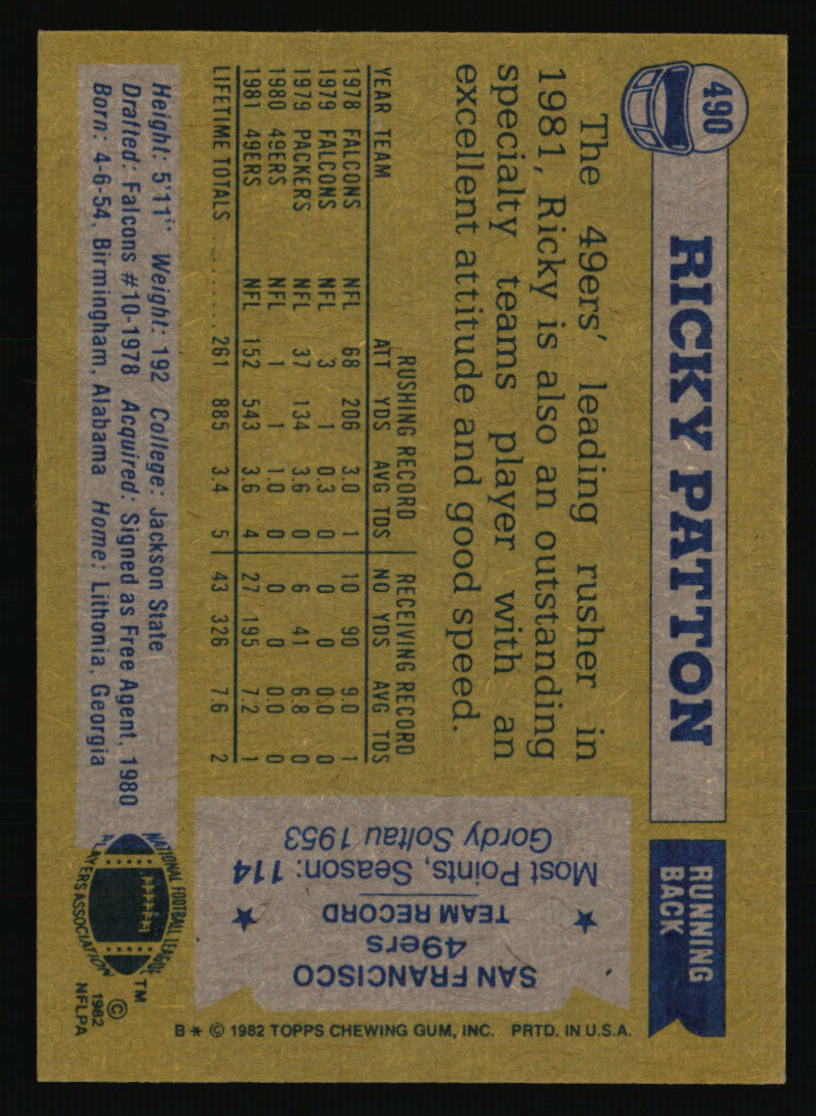 490
RICKY PATTON
RUNNING
BACK
The 49ers' leading rusher in
1981, Ricky is also an outstanding
specialty teams player with an
excellent attitude and good speed.
RUSHING RECORD RECEIVING RECORD
YEAR TEAM ATT YDS AVG TDS NO YDS AVG TDS
1978 FALCONS NFL 68 206 3.0 1 10 90 9.0 1
1979 FALCONS NFL 3 1 0.3 0 0 0 0.0 0
1979 PACKERS NFL 37 134 3.6 0 6 41 6.8 0
1980 49ERS NFL 1 1 1.0 0 0 0 0.0 0
1981 49ERS NFL 152 543 3.6 4 27 195 7.2 1
LIFETIME TOTALS ........ 261 885 3.4 5 43 326 7.6 2
Height: 5'11" Weight: 192 College: Jackson State
Drafted: Falcons #10-1978 Acquired: Signed as Free Agent, 1980
Born: 4-6-54, Birmingham, Alabama Home: Lithonia, Georgia
SAN FRANCISCO
49ers
TEAM RECORD
Most Points, Season: 114
Gordy Soltau 1953
NATIONAL FOOTBALL LEAGUE
PLAYERS ASSOCIATION
TM
©
1982
NFLPA
B * © 1982 TOPPS CHEWING GUM, INC. PRTD. IN U.S.A.